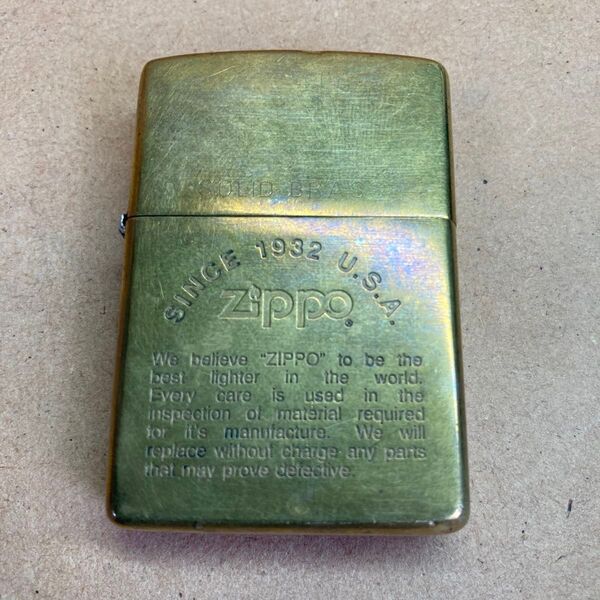 SOLID BRASS
SINCE 1932 U.S.A.
Zippo®
We believe "ZIPPO" to be the
best lighter in the world.
Every care is used in the
inspection of material required
for it's manufacture. We will
replace without charge any parts
that may prove defective.